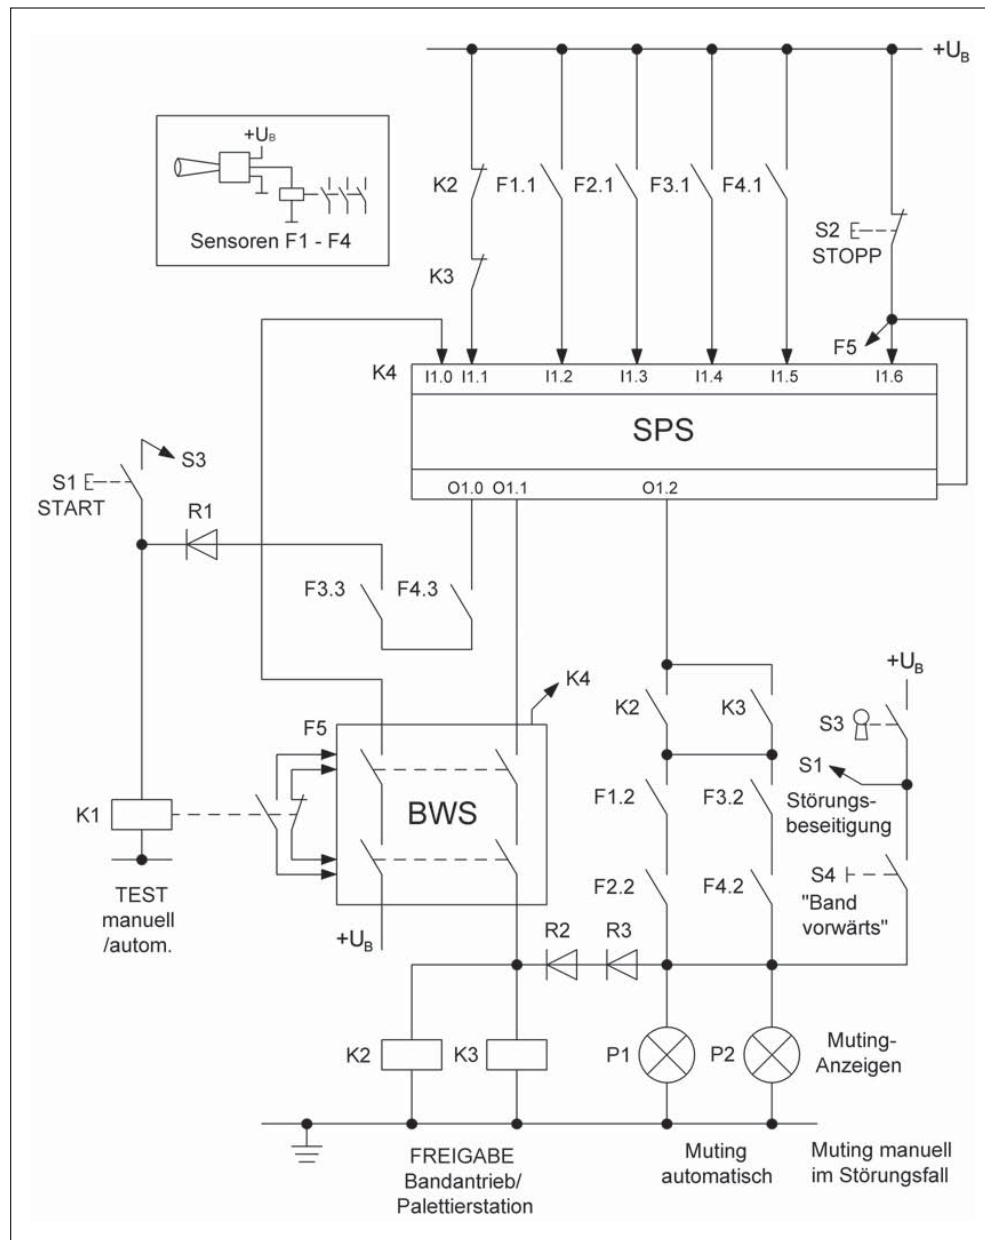 +UB
+UB
Sensoren F1 - F4
K2
F1.1
F2.1
F3.1
F4.1
S2
STOPP
K3
F5
K4
I1.0
I1.1
I1.2
I1.3
I1.4
I1.5
I1.6
SPS
O1.0
O1.1
O1.2
S3
S1
START
R1
F3.3
F4.3
K4
+UB
F5
K2
K3
S3
S1
K1
BWS
F1.2
F3.2
Störungs-
beseitigung
TEST
manuell
/autom.
F2.2
F4.2
S4
"Band
vorwärts"
+UB
R2
R3
K2
K3
P1
P2
Muting-
Anzeigen
FREIGABE
Bandantrieb/
Palettierstation
Muting
automatisch
Muting manuell
im Störungsfall